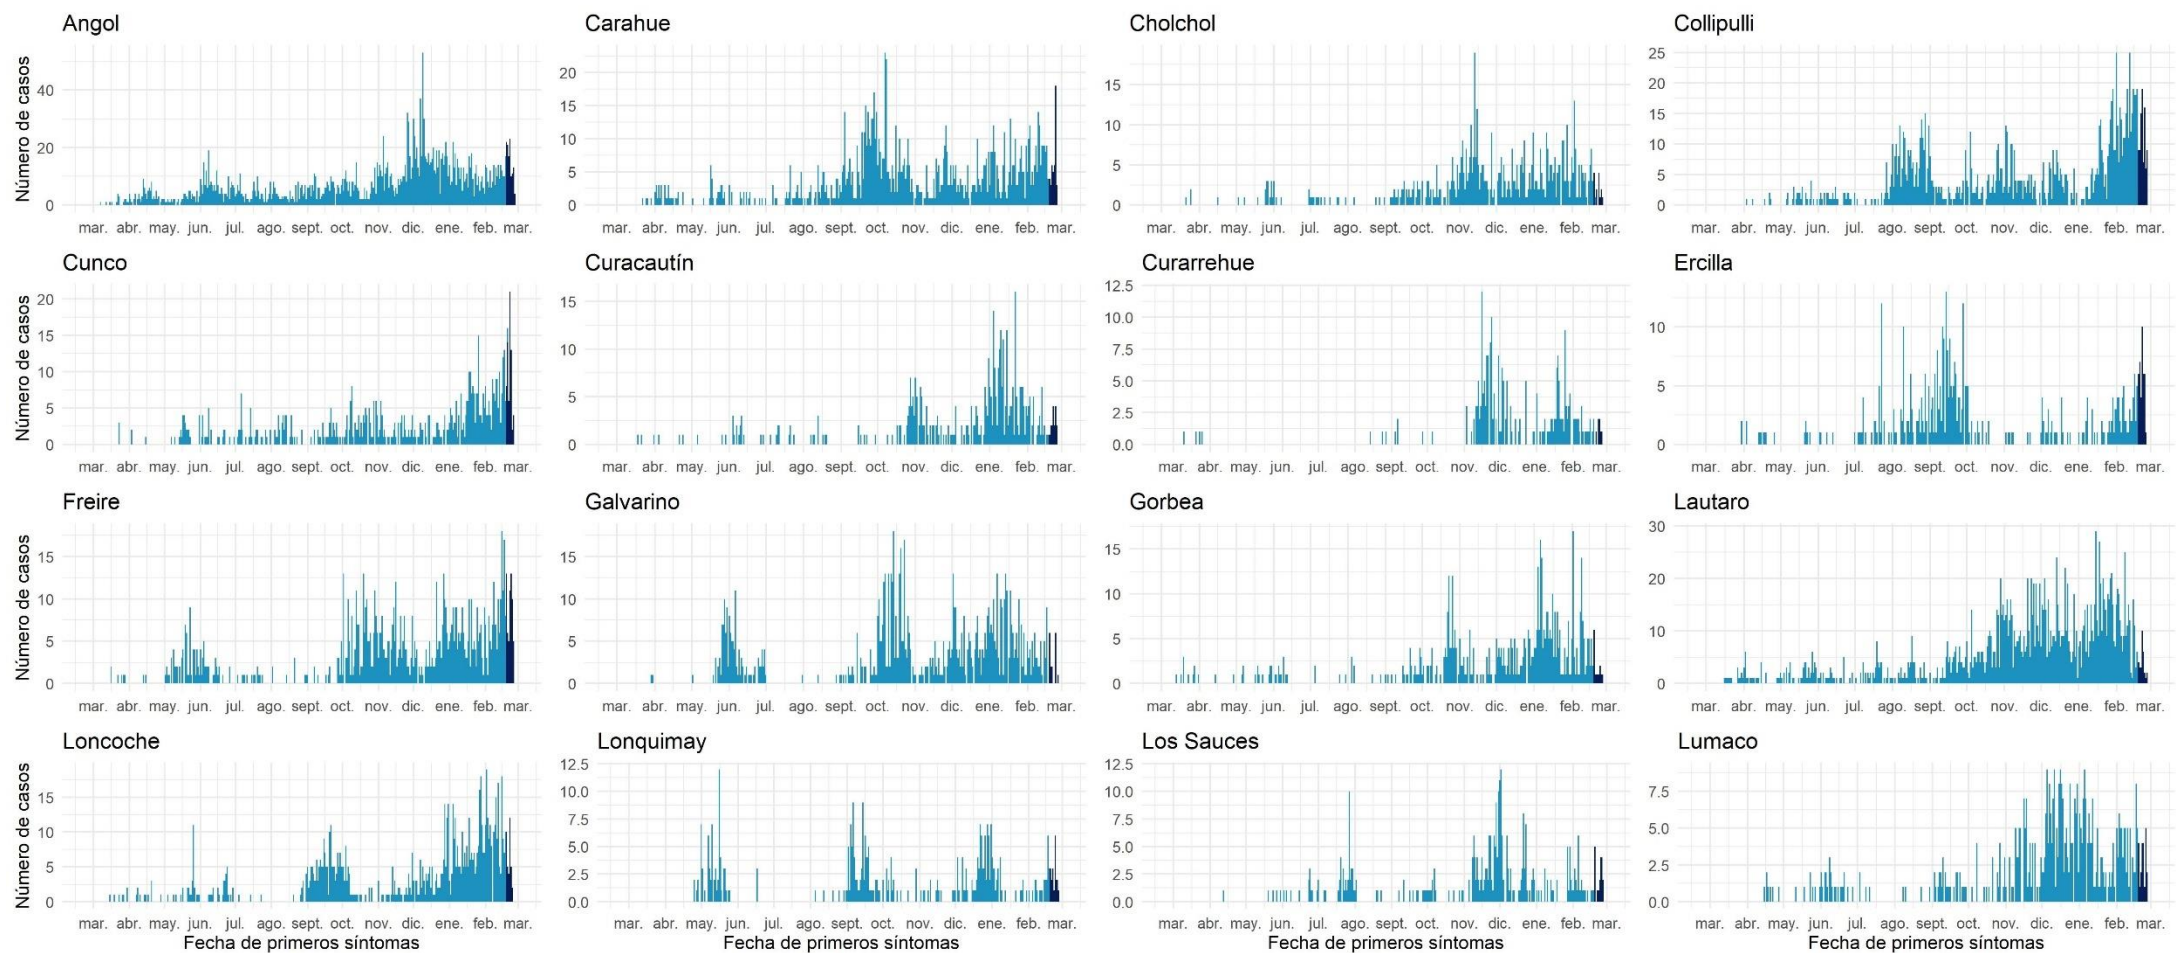 Angol
Carahue
Cholchol
Collipulli
Número de casos
40
20
0
20
15
10
5
0
15
10
5
0
25
20
15
10
5
0
mar. abr. may. jun. jul. ago. sept. oct. nov. dic. ene. feb. mar.
mar. abr. may. jun. jul. ago. sept. oct. nov. dic. ene. feb. mar.
mar. abr. may. jun. jul. ago. sept. oct. nov. dic. ene. feb. mar.
mar. abr. may. jun. jul. ago. sept. oct. nov. dic. ene. feb. mar.
Cunco
Curacautín
Curarrehue
Ercilla
Número de casos
20
15
10
5
0
15
10
5
0
12.5
10.0
7.5
5.0
2.5
0.0
10
5
0
mar. abr. may. jun. jul. ago. sept. oct. nov. dic. ene. feb. mar.
mar. abr. may. jun. jul. ago. sept. oct. nov. dic. ene. feb. mar.
mar. abr. may. jun. jul. ago. sept. oct. nov. dic. ene. feb. mar.
mar. abr. may. jun. jul. ago. sept. oct. nov. dic. ene. feb. mar.
Freire
Galvarino
Gorbea
Lautaro
Número de casos
15
10
5
0
15
10
5
0
15
10
5
0
30
20
10
0
mar. abr. may. jun. jul. ago. sept. oct. nov. dic. ene. feb. mar.
mar. abr. may. jun. jul. ago. sept. oct. nov. dic. ene. feb. mar.
mar. abr. may. jun. jul. ago. sept. oct. nov. dic. ene. feb. mar.
mar. abr. may. jun. jul. ago. sept. oct. nov. dic. ene. feb. mar.
Loncoche
Lonquimay
Los Sauces
Lumaco
Número de casos
15
10
5
0
12.5
10.0
7.5
5.0
2.5
0.0
12.5
10.0
7.5
5.0
2.5
0.0
7.5
5.0
2.5
0.0
mar. abr. may. jun. jul. ago. sept. oct. nov. dic. ene. feb. mar.
mar. abr. may. jun. jul. ago. sept. oct. nov. dic. ene. feb. mar.
mar. abr. may. jun. jul. ago. sept. oct. nov. dic. ene. feb. mar.
mar. abr. may. jun. jul. ago. sept. oct. nov. dic. ene. feb. mar.
Fecha de primeros síntomas
Fecha de primeros síntomas
Fecha de primeros síntomas
Fecha de primeros síntomas